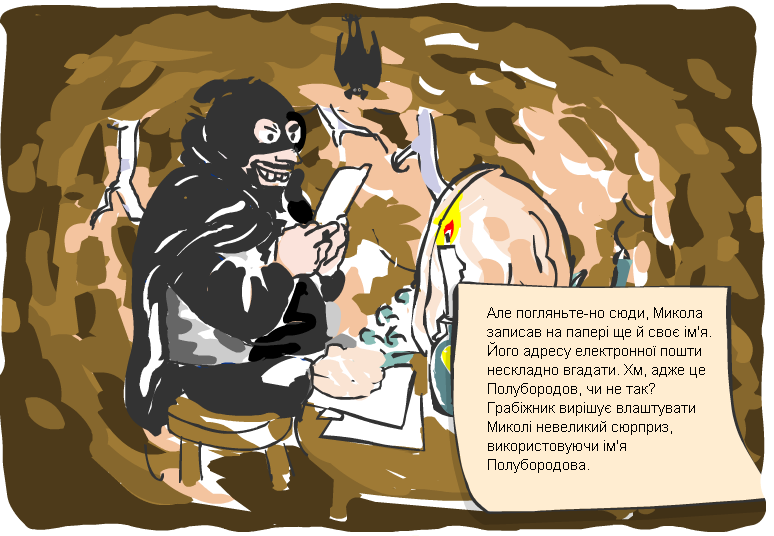 Але погляньте-но сюди, Микола
записав на папері ще й своє ім'я.
Його адресу електронної пошти
нескладно вгадати. Хм, адже це
Полубородов, чи не так?
Грабіжник вирішує влаштувати
Миколі невеликий сюрприз,
використовуючи ім'я
Полубородова.